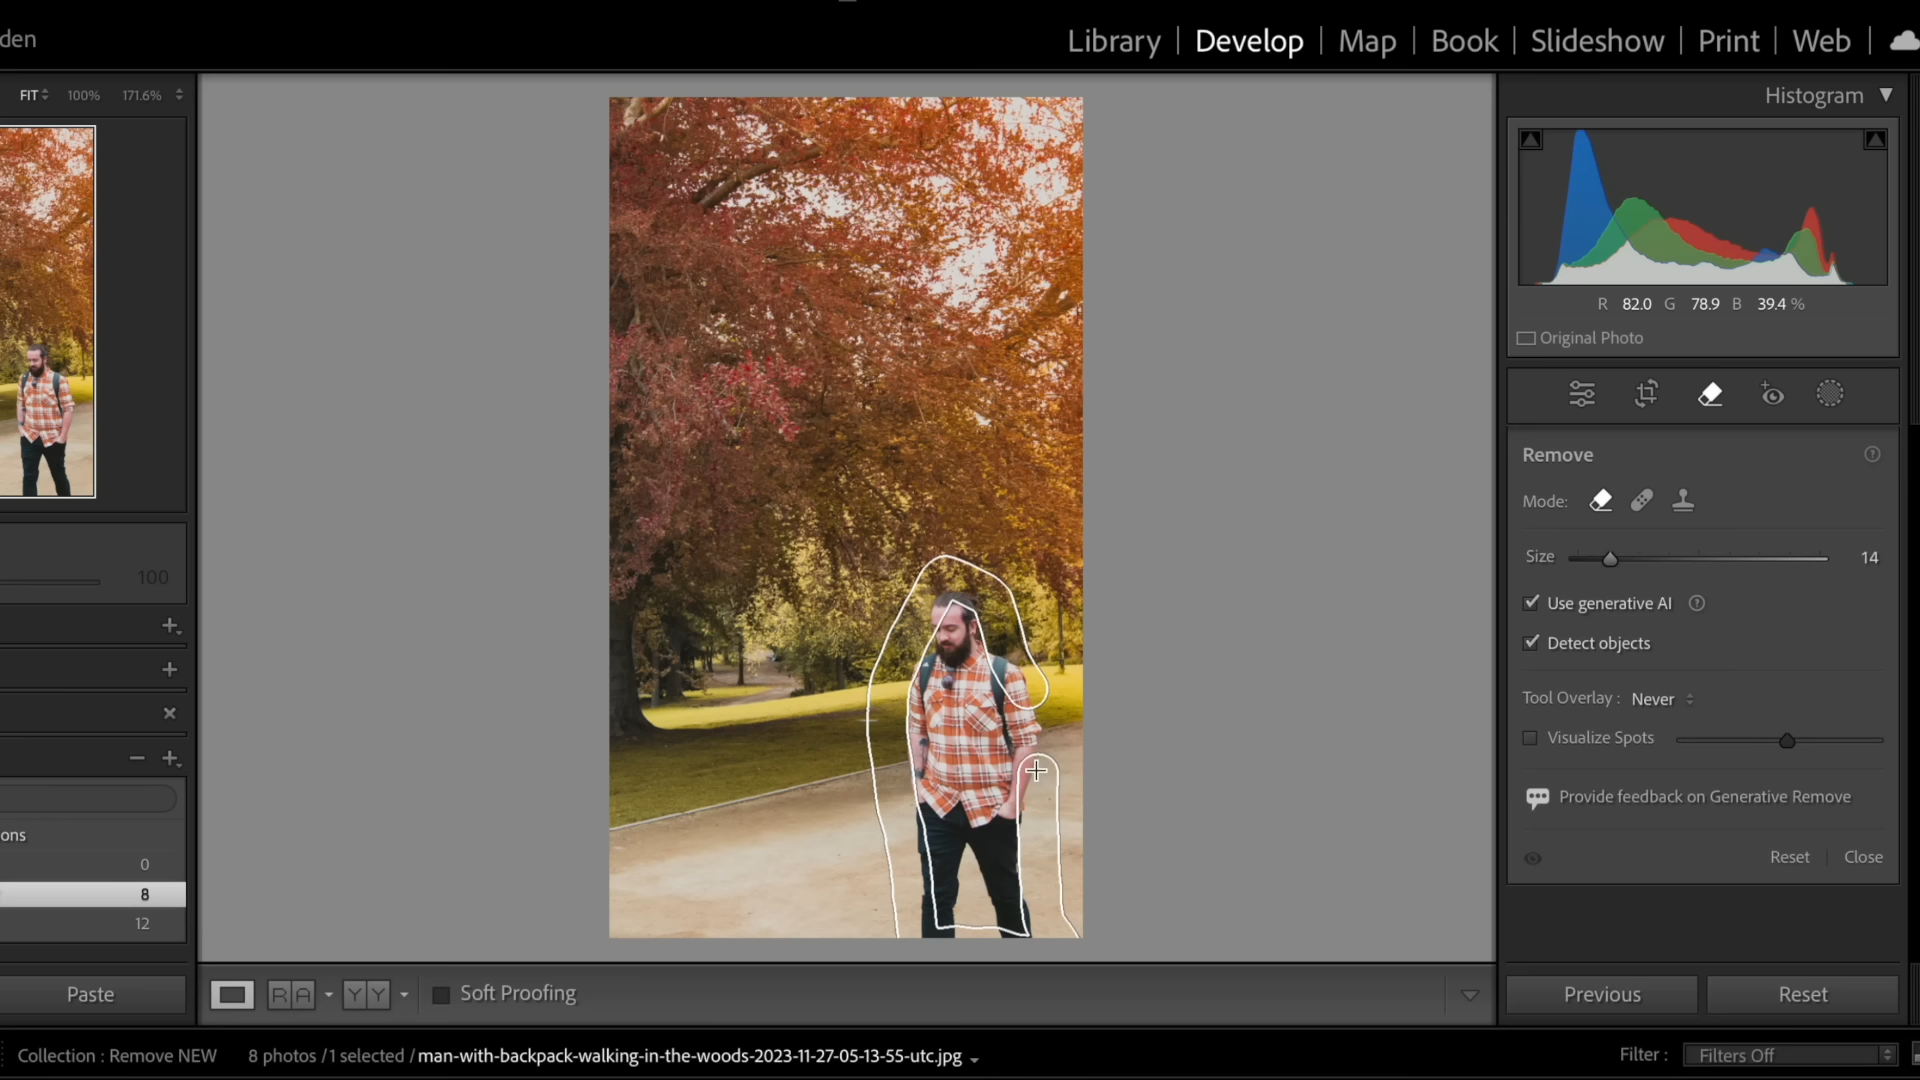 den
Library | Develop | Map | Book | Slideshow | Print | Web |
FIT 100% 171.6%
Histogram
R 82.0 G 78.9 B 39.4 %
Original Photo
Remove
Mode:
Size 14
100
Use generative AI
Detect objects
Tool Overlay : Never
Visualize Spots
Provide feedback on Generative Remove
ons
0
8
12
Reset | Close
Paste
RA YY Soft Proofing
Previous Reset
Collection : Remove NEW 8 photos / 1 selected / man-with-backpack-walking-in-the-woods-2023-11-27-05-13-55-utc.jpg
Filter : Filters Off